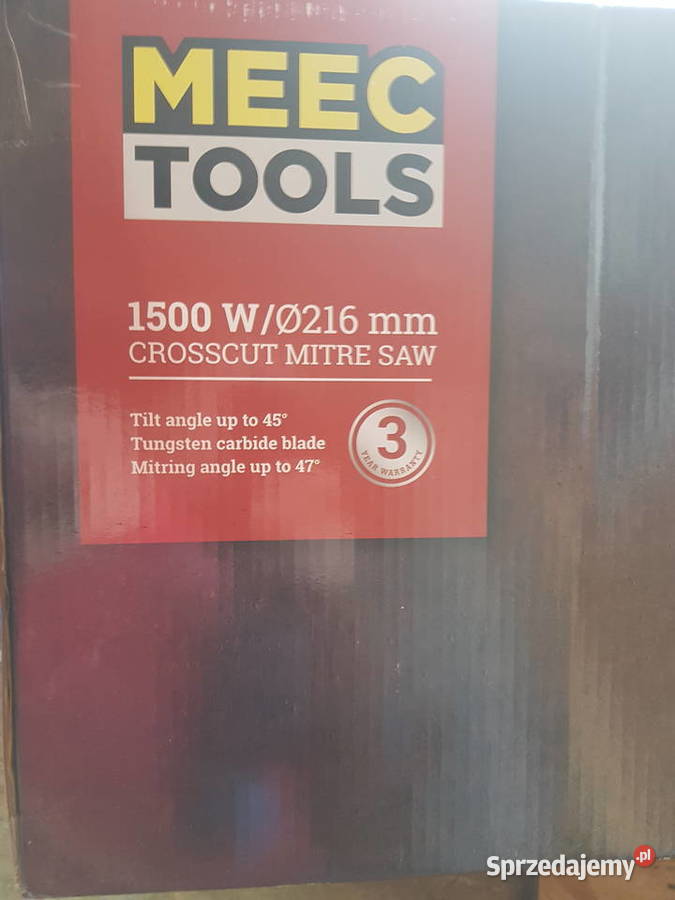 MEEC
TOOLS
1500 W/Ø216 mm
CROSSCUT MITRE SAW
Tilt angle up to 45°
Tungsten carbide blade
Mitring angle up to 47°
3
YEAR WARRANTY
Sprzedajemy.pl